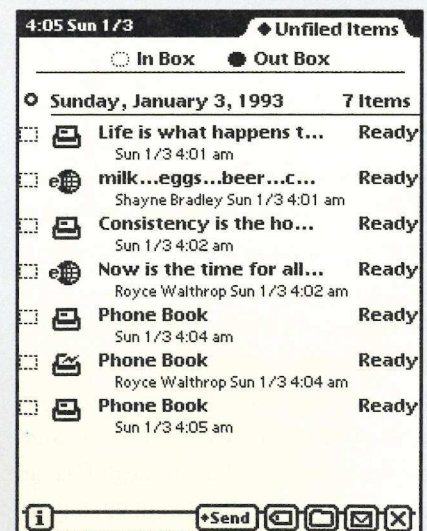 4:05 Sun 1/3
◆Unfiled Items
In Box Out Box
Sunday, January 3, 1993 7 Items
Life is what happens t... Ready
Sun 1/3 4:01 am
milk...eggs...beer...c... Ready
Shayne Bradley Sun 1/3 4:01 am
Consistency is the ho... Ready
Sun 1/3 4:02 am
Now is the time for all... Ready
Royce Walthrop Sun 1/3 4:02 am
Phone Book Ready
Sun 1/3 4:04 am
Phone Book Ready
Royce Walthrop Sun 1/3 4:04 am
Phone Book Ready
Sun 1/3 4:05 am
i ◆Send X